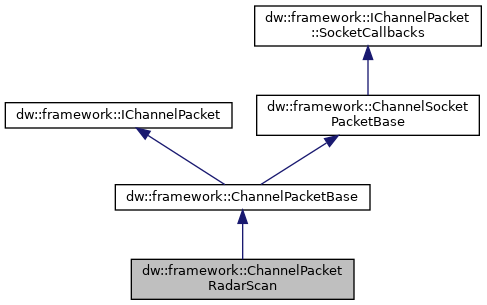 dw::framework::IChannelPacket
::SocketCallbacks
dw::framework::IChannelPacket
dw::framework::ChannelSocket
PacketBase
dw::framework::ChannelPacketBase
dw::framework::ChannelPacket
RadarScan